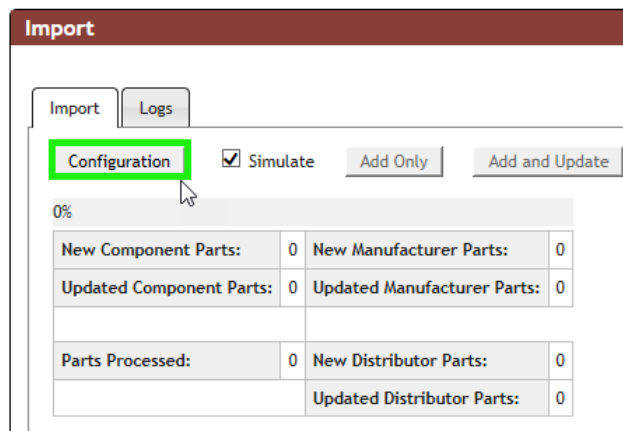 Import
Import Logs
Configuration Simulate Add Only Add and Update
0%
New Component Parts: 0 New Manufacturer Parts: 0
Updated Component Parts: 0 Updated Manufacturer Parts: 0
Parts Processed: 0 New Distributor Parts: 0
Updated Distributor Parts: 0